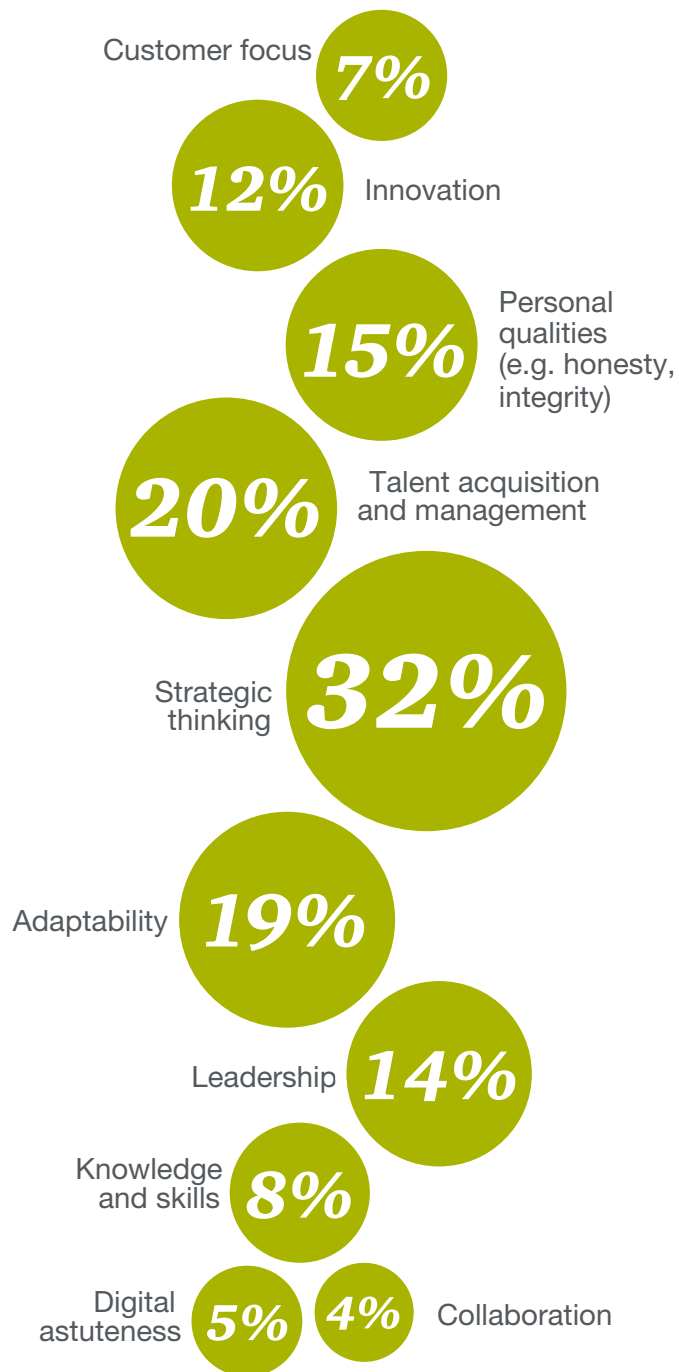 Customer focus
7%
12%
Innovation
15%
Personal
qualities
(e.g. honesty,
integrity)
20%
Talent acquisition
and management
32%
Strategic
thinking
Adaptability
19%
Leadership
14%
Knowledge
and skills
8%
Digital
astuteness
5%
4%
Collaboration